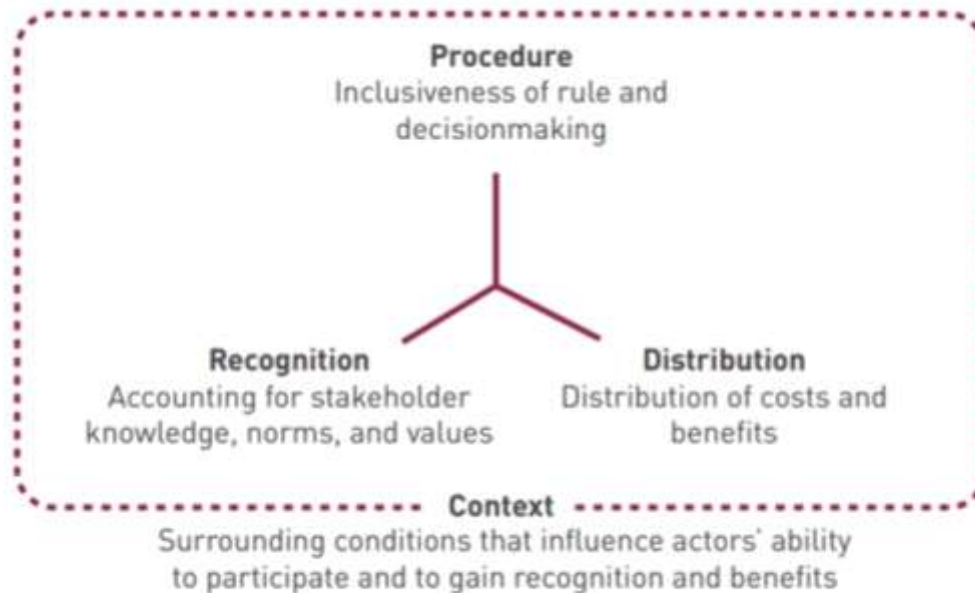 Procedure
Inclusiveness of rule and
decisionmaking
Recognition
Accounting for stakeholder
knowledge, norms, and values
Distribution
Distribution of costs and
benefits
Context
Surrounding conditions that influence actors' ability
to participate and to gain recognition and benefits